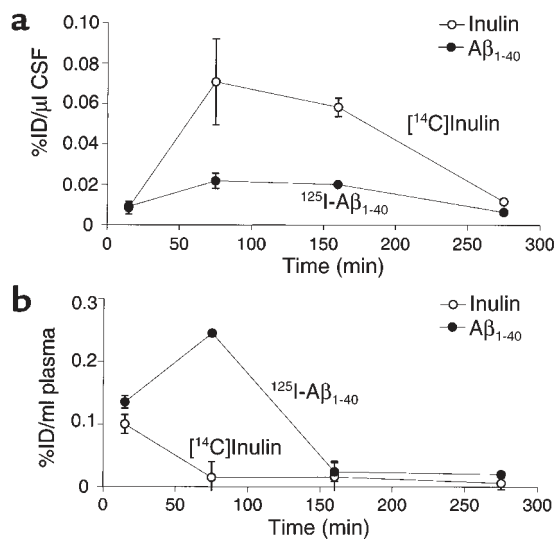 a
Inulin
Aβ₁₋₄₀
%ID/μl CSF
0.10
0.08
0.06
0.04
0.02
0
[¹⁴C]Inulin
¹²⁵I-Aβ₁₋₄₀
0 50 100 150 200 250 300
Time (min)
b
Inulin
Aβ₁₋₄₀
%ID/ml plasma
0.3
0.2
0.1
0
¹²⁵I-Aβ₁₋₄₀
[¹⁴C]Inulin
0 50 100 150 200 250 300
Time (min)